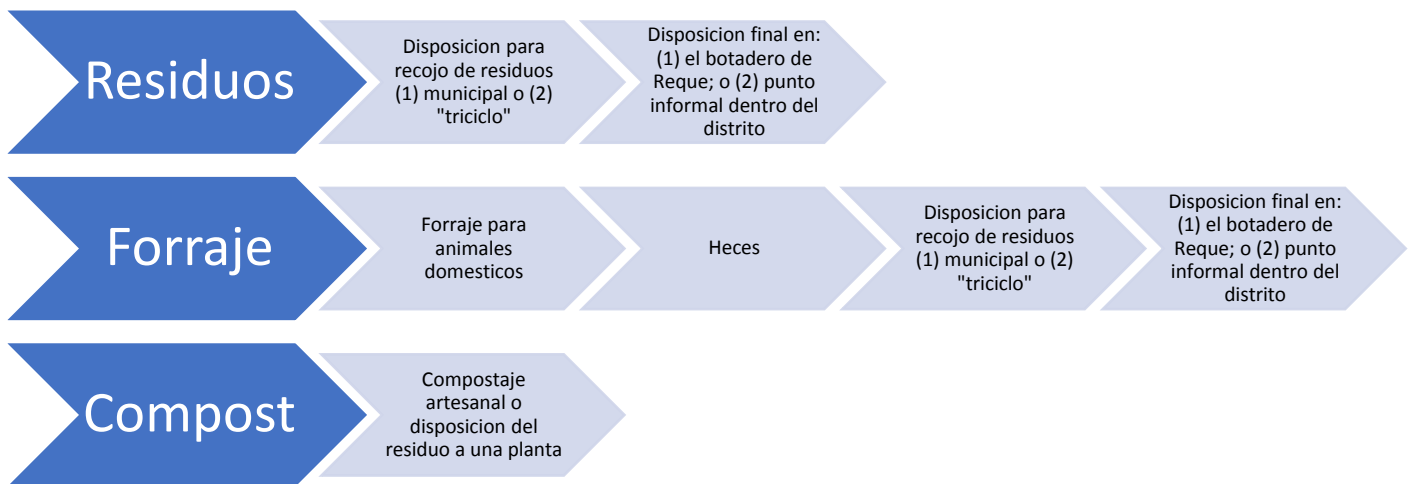 Residuos
Disposicion para
recojo de residuos
(1) municipal o (2)
"triciclo"
Disposicion final en:
(1) el botadero de
Reque; o (2) punto
informal dentro del
distrito
Forraje
Forraje para
animales
domesticos
Heces
Disposicion para
recojo de residuos
(1) municipal o (2)
"triciclo"
Disposicion final en:
(1) el botadero de
Reque; o (2) punto
informal dentro del
distrito
Compost
Compostaje
artesanal o
disposicion del
residuo a una planta